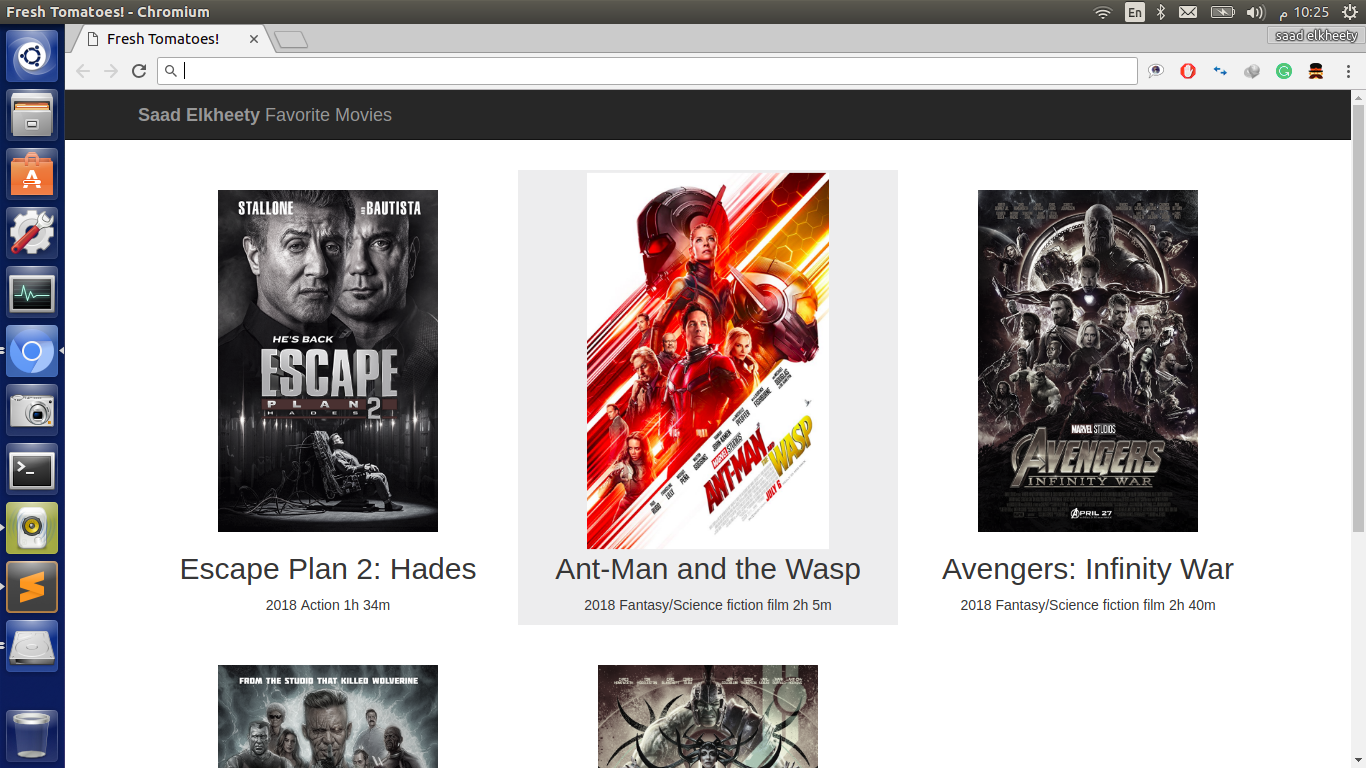 Fresh Tomatoes! - Chromium
En
م 10:25
Fresh Tomatoes!
saad elkheety
Saad Elkheety Favorite Movies
STALLONE
BAUTISTA
HE'S BACK
ESCAPE
PLAN 2
HADES
MARVEL STUDIOS
ANT-MAN
AND THE
WASP
JULY 6
MARVEL STUDIOS
AVENGERS
INFINITY WAR
APRIL 27
Escape Plan 2: Hades
Ant-Man and the Wasp
Avengers: Infinity War
2018 Action 1h 34m
2018 Fantasy/Science fiction film 2h 5m
2018 Fantasy/Science fiction film 2h 40m
FROM THE STUDIO THAT KILLED WOLVERINE